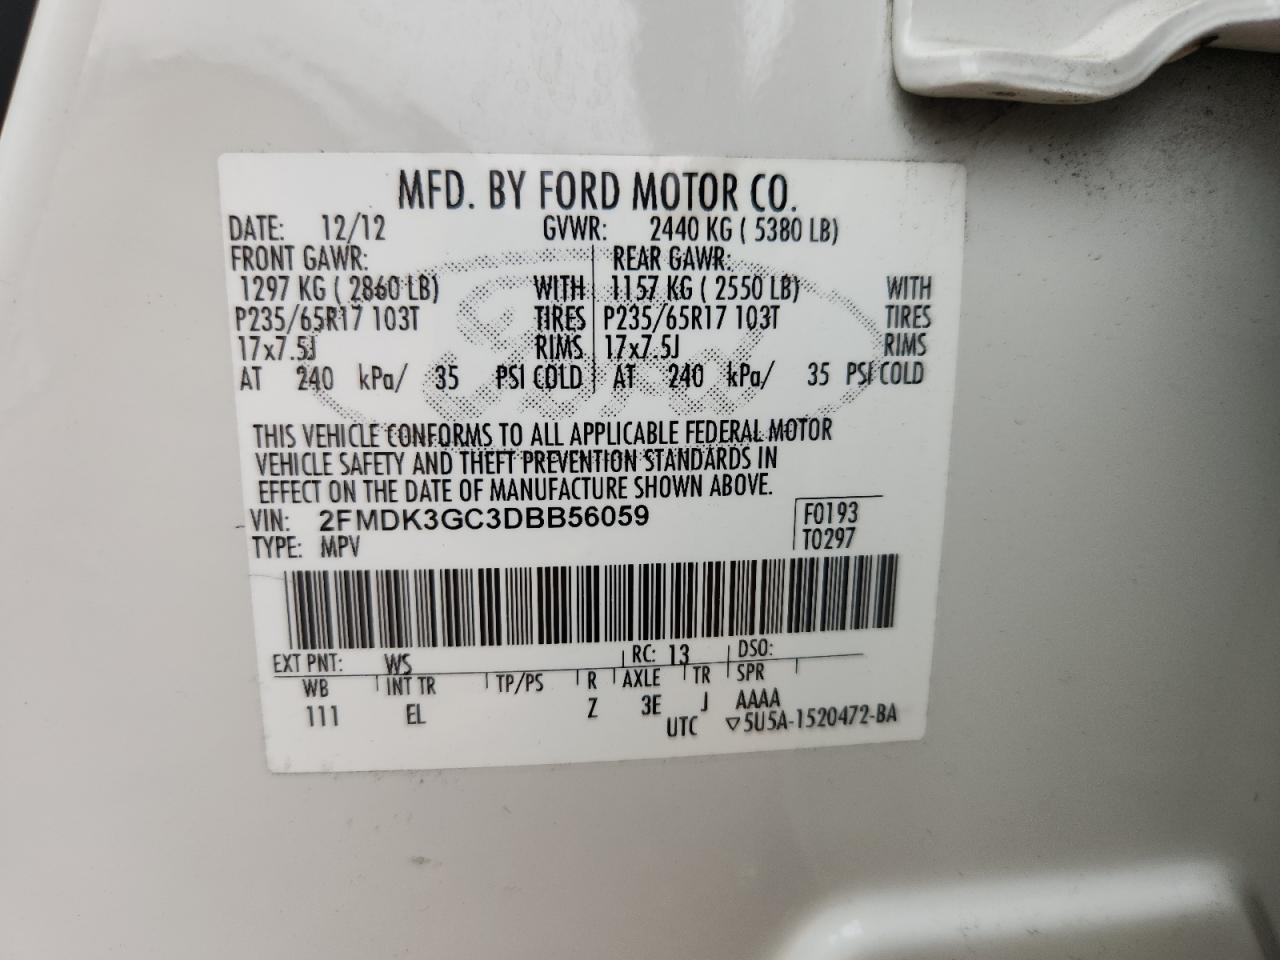 MFD. BY FORD MOTOR CO.
DATE: 12/12 GVWR: 2440 KG ( 5380 LB)
FRONT GAWR: REAR GAWR:
1297 KG ( 2860 LB) WITH 1157 KG ( 2550 LB) WITH
P235/65R17 103T TIRES P235/65R17 103T TIRES
17x7.5J RIMS 17x7.5J RIMS
AT 240 kPa/ 35 PSI COLD AT 240 kPa/ 35 PSI COLD
THIS VEHICLE CONFORMS TO ALL APPLICABLE FEDERAL MOTOR
VEHICLE SAFETY AND THEFT PREVENTION STANDARDS IN
EFFECT ON THE DATE OF MANUFACTURE SHOWN ABOVE.
VIN: 2FMDK3GC3DBB56059 F0193
TYPE: MPV T0297
EXT PNT: WS RC: 13 DSO:
WB INT TR TP/PS R AXLE TR SPR
111 EL Z 3E J AAAA
UTC ▽5U5A-1520472-BA
Ford